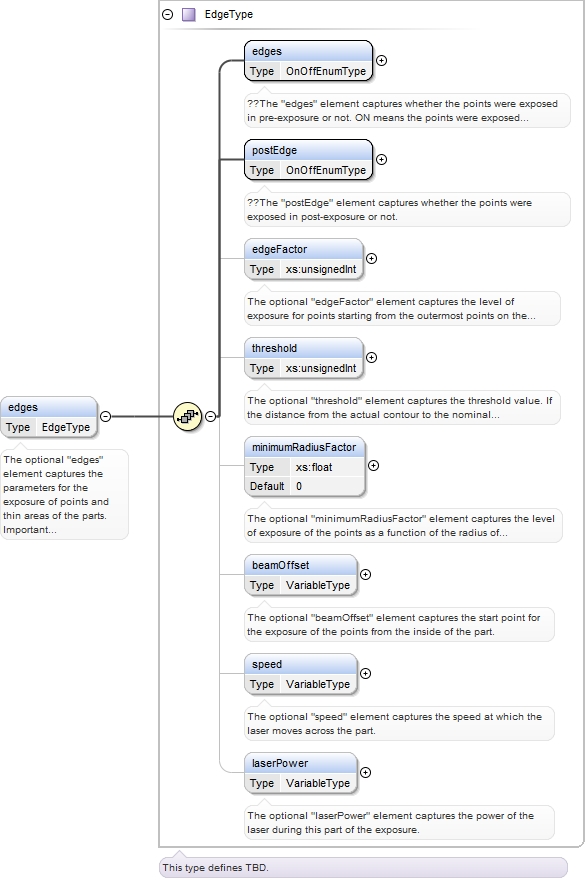 EdgeType
edges
Type OnOffEnumType
??The "edges" element captures whether the points were exposed
in pre-exposure or not. ON means the points were exposed...
postEdge
Type OnOffEnumType
??The "postEdge" element captures whether the points were
exposed in post-exposure or not.
edgeFactor
Type xs:unsignedInt
The optional "edgeFactor" element captures the level of
exposure for points starting from the outermost points on the...
threshold
Type xs:unsignedInt
The optional "threshold" element captures the threshold value. If
the distance from the actual contour to the nominal...
edges
Type EdgeType
The optional "edges"
element captures the
parameters for the
exposure of points and
thin areas of the parts.
Important...
minimumRadiusFactor
Type xs:float
Default 0
The optional "minimumRadiusFactor" element captures the level
of exposure of the points as a function of the radius of...
beamOffset
Type VariableType
The optional "beamOffset" element captures the start point for
the exposure of the points from the inside of the part.
speed
Type VariableType
The optional "speed" element captures the speed at which the
laser moves across the part.
laserPower
Type VariableType
The optional "laserPower" element captures the power of the
laser during this part of the exposure.
This type defines TBD.